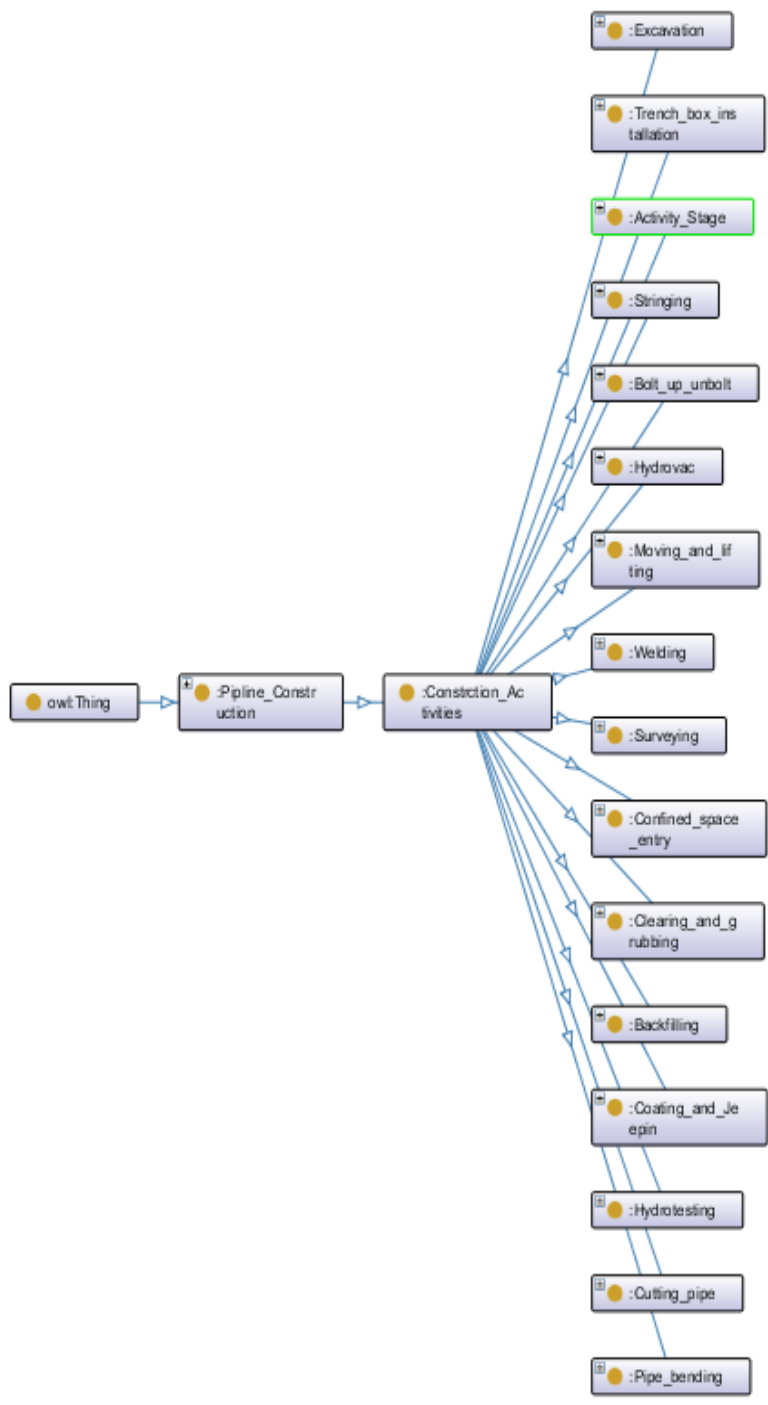 :Excavation
:Trench_box_ins
tallation
:Activity_Stage
:Stringing
:Bolt_up_unbolt
:Hydrovac
:Moving_and_lif
ting
:Welding
owl:Thing
:Pipline_Constr
uction
:Constrction_Ac
tivities
:Surveying
:Confined_space
_entry
:Clearing_and_g
rubbing
:Backfilling
:Coating_and_Je
epin
:Hydrotesting
:Cutting_pipe
:Pipe_bending